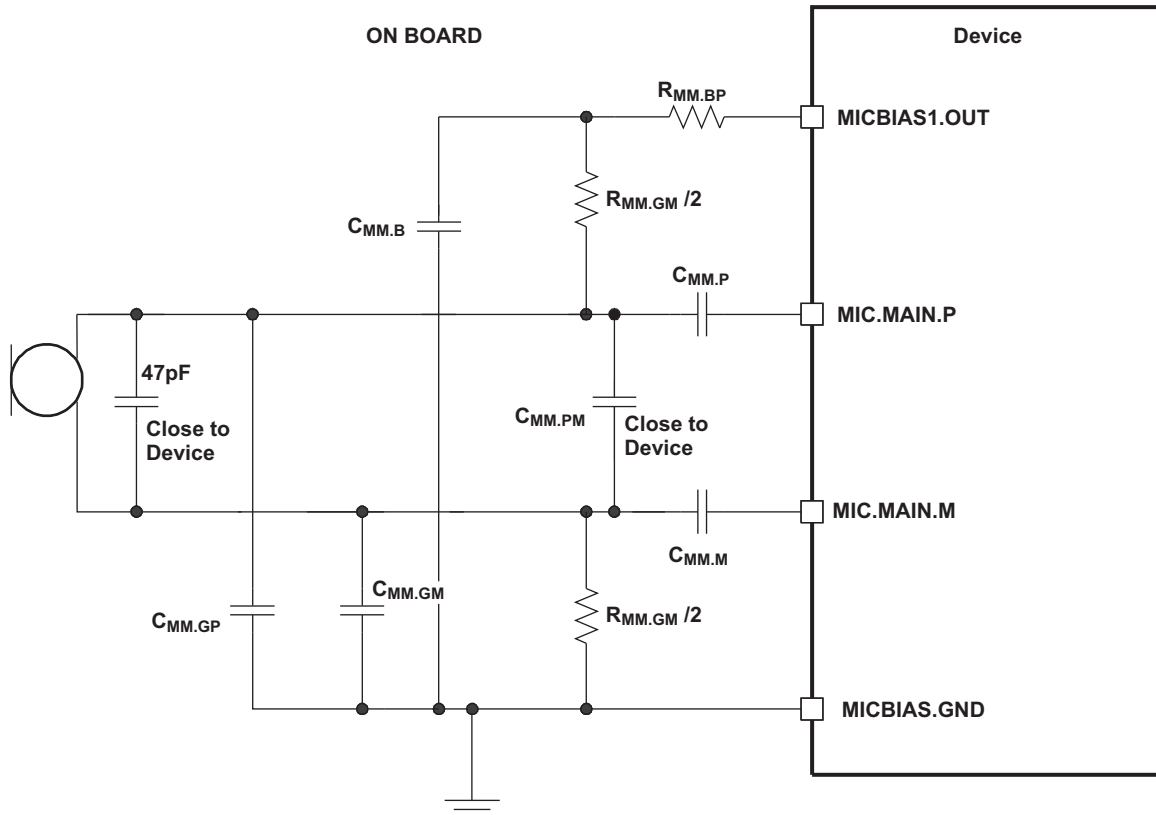 ON BOARD
Device
RMM.BP
MICBIAS1.OUT
RMM.GM /2
CMM.B
CMM.P
MIC.MAIN.P
47pF
Close to
Device
CMM.PM
Close to
Device
MIC.MAIN.M
CMM.M
CMM.GM
RMM.GM /2
CMM.GP
MICBIAS.GND